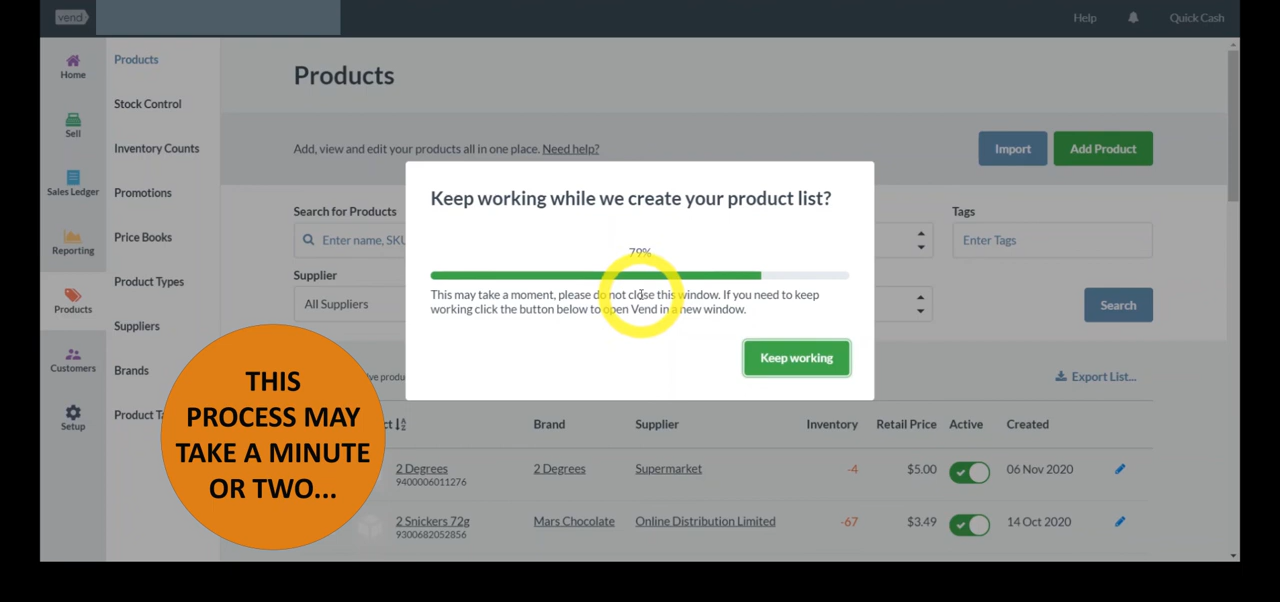 vend
Help
Quick Cash
Home
Sell
Sales Ledger
Reporting
Products
Customers
Setup
Products
Stock Control
Inventory Counts
Promotions
Price Books
Product Types
Suppliers
Brands
Product Ta
Products
Add, view and edit your products all in one place. Need help?
Import
Add Product
Search for Products
Tags
Enter name, SKU
Enter Tags
Supplier
All Suppliers
Search
Keep working while we create your product list?
79%
This may take a moment, please do not close this window. If you need to keep
working click the button below to open Vend in a new window.
Keep working
THIS
PROCESS MAY
TAKE A MINUTE
OR TWO...
Export List...
Brand Supplier Inventory Retail Price Active Created
2 Degrees 2 Degrees Supermarket -4 $5.00 06 Nov 2020
9400006011276
2 Snickers 72g Mars Chocolate Online Distribution Limited -67 $3.49 14 Oct 2020
9300682052856